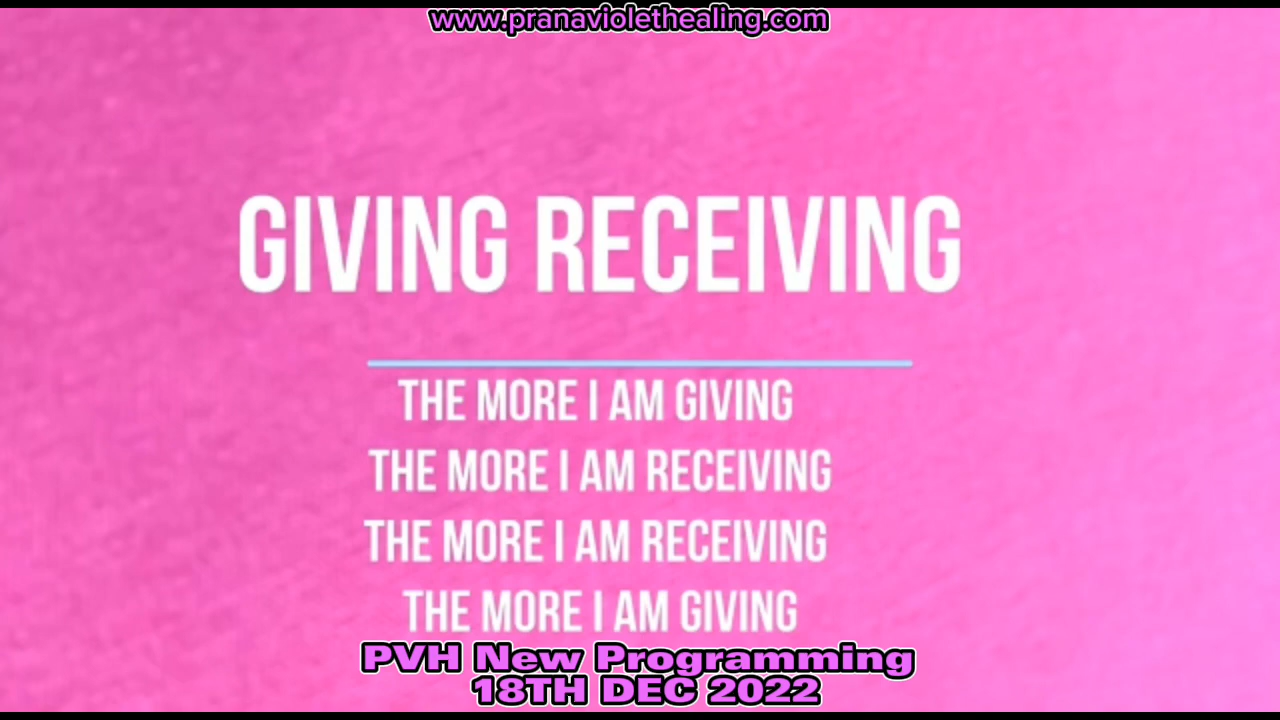 www.pranaviolethealing.com
GIVING RECEIVING
THE MORE I AM GIVING
THE MORE I AM RECEIVING
THE MORE I AM RECEIVING
THE MORE I AM GIVING
PVH New Programming
18TH DEC 2022